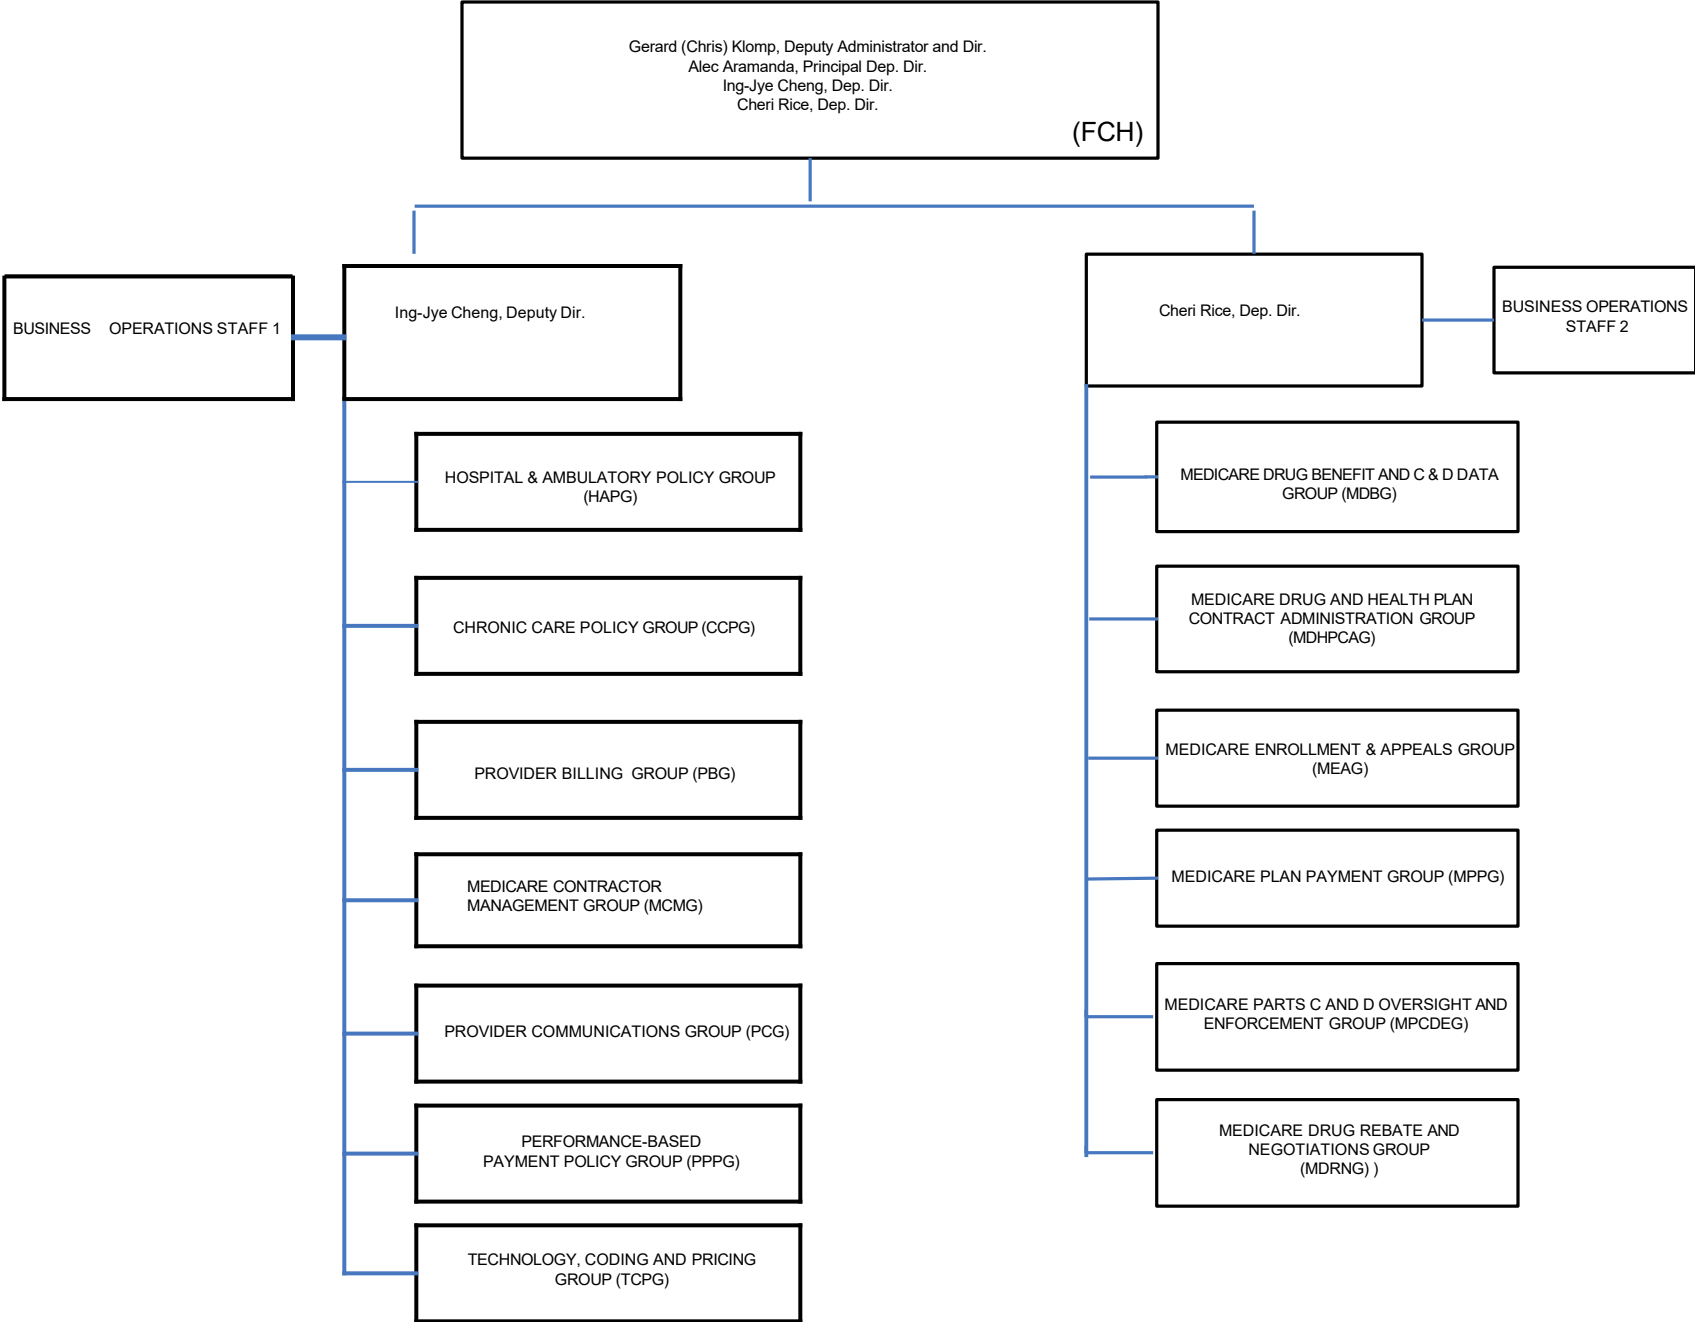 Gerard (Chris) Klomp, Deputy Administrator and Dir.
Alec Aramanda, Principal Dep. Dir.
Ing-Jye Cheng, Dep. Dir.
Cheri Rice, Dep. Dir.
(FCH)
BUSINESS OPERATIONS STAFF 1
Ing-Jye Cheng, Deputy Dir.
Cheri Rice, Dep. Dir.
BUSINESS OPERATIONS
STAFF 2
HOSPITAL & AMBULATORY POLICY GROUP
(HAPG)
CHRONIC CARE POLICY GROUP (CCPG)
PROVIDER BILLING GROUP (PBG)
MEDICARE CONTRACTOR
MANAGEMENT GROUP (MCMG)
PROVIDER COMMUNICATIONS GROUP (PCG)
PERFORMANCE-BASED
PAYMENT POLICY GROUP (PPPG)
TECHNOLOGY, CODING AND PRICING
GROUP (TCPG)
MEDICARE DRUG BENEFIT AND C & D DATA
GROUP (MDBG)
MEDICARE DRUG AND HEALTH PLAN
CONTRACT ADMINISTRATION GROUP
(MDHPCAG)
MEDICARE ENROLLMENT & APPEALS GROUP
(MEAG)
MEDICARE PLAN PAYMENT GROUP (MPPG)
MEDICARE PARTS C AND D OVERSIGHT AND
ENFORCEMENT GROUP (MPCDEG)
MEDICARE DRUG REBATE AND
NEGOTIATIONS GROUP
(MDRNG) )